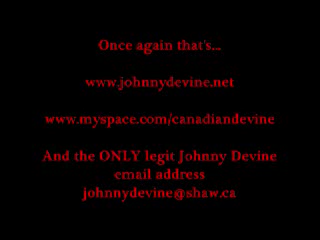 Once again that's...
www.johnnydevine.net
www.myspace.com/canadiandevine
And the ONLY legit Johnny Devine
email address
johnnydevine@shaw.ca